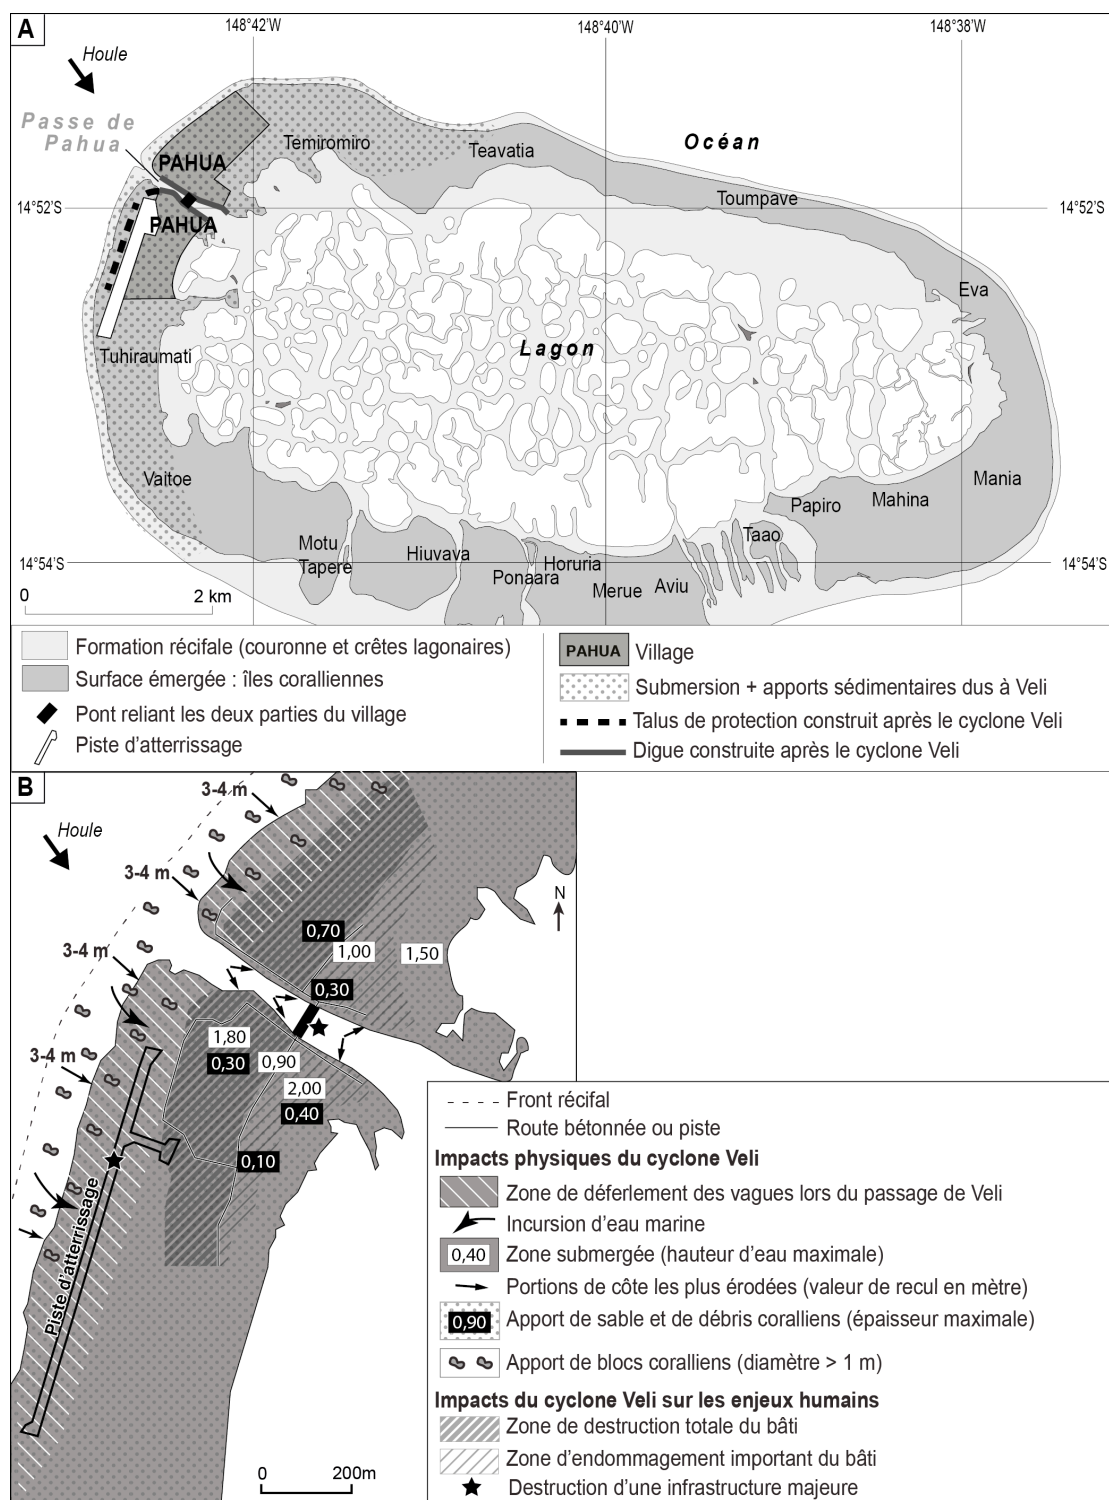 A
148°42'W
148°40'W
148°38'W
Houle
Passe de
Pahua
PAHUA
Temiromiro
Teavatia
Océan
14°52'S
PAHUA
Toumpave
14°52'S
Eva
Lagon
Tuhiraumati
Vaitoe
Mania
Papiro
Mahina
Motu
Tapere
Hiuvava
Taao
Ponaara
Horuria
Merue
Aviu
14°54'S
14°54'S
0 2 km
Formation récifale (couronne et crêtes lagonaires)
Surface émergée : îles coralliennes
Pont reliant les deux parties du village
Piste d'atterrissage
PAHUA Village
Submersion + apports sédimentaires dus à Veli
Talus de protection construit après le cyclone Veli
Digue construite après le cyclone Veli
B
3-4 m
Houle
3-4 m
N
0,70
1,00
1,50
3-4 m
0,30
1,80
3-4 m
0,30
0,90
2,00
0,40
0,10
Piste d'atterrissage
0 200m
Front récifal
Route bétonnée ou piste
Impacts physiques du cyclone Veli
Zone de déferlement des vagues lors du passage de Veli
Incursion d'eau marine
0,40 Zone submergée (hauteur d'eau maximale)
Portions de côte les plus érodées (valeur de recul en mètre)
0,90 Apport de sable et de débris coralliens (épaisseur maximale)
Apport de blocs coralliens (diamètre > 1 m)
Impacts du cyclone Veli sur les enjeux humains
Zone de destruction totale du bâti
Zone d'endommagement important du bâti
Destruction d'une infrastructure majeure